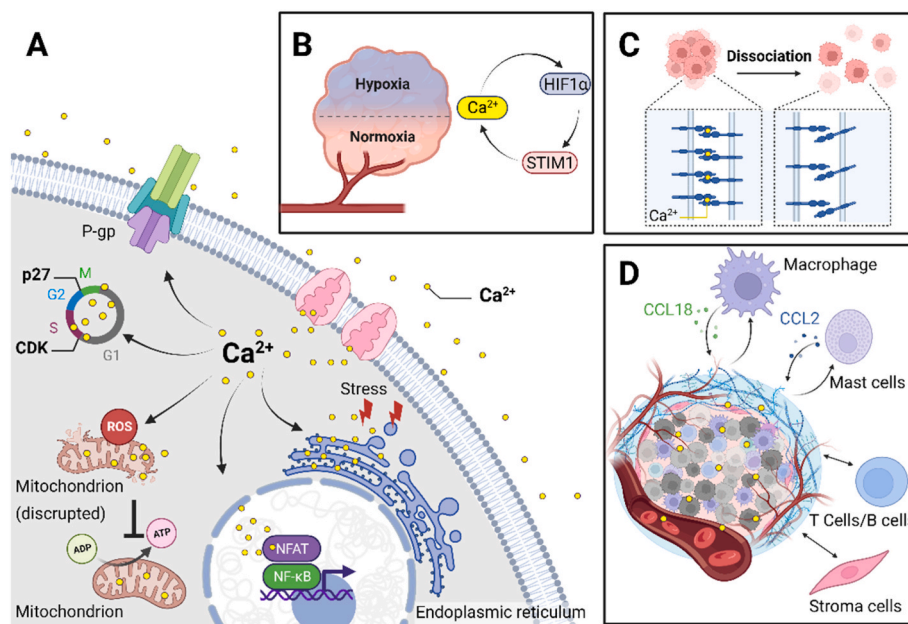 A
P-gp
p27
M
G2
S
CDK
G1
Ca²⁺
Ca²⁺
Stress
ROS
Mitochondrion
(disrupted)
ADP
ATP
Mitochondrion
NFAT
NF-κB
Endoplasmic reticulum
B
Hypoxia
Normoxia
Ca²⁺
HIF1α
STIM1
C
Dissociation
Ca²⁺
D
Macrophage
CCL18
CCL2
Mast cells
T Cells/B cell
Stroma cells